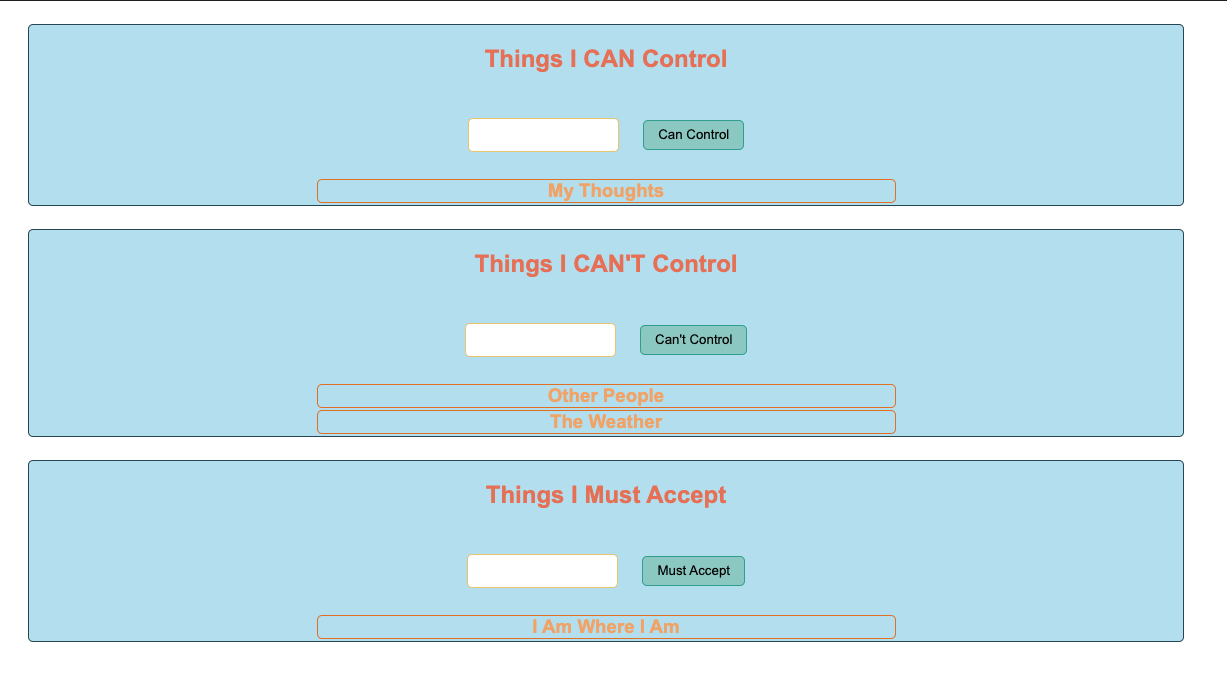 Things I CAN Control
Can Control
My Thoughts
Things I CAN'T Control
Can't Control
Other People
The Weather
Things I Must Accept
Must Accept
I Am Where I Am